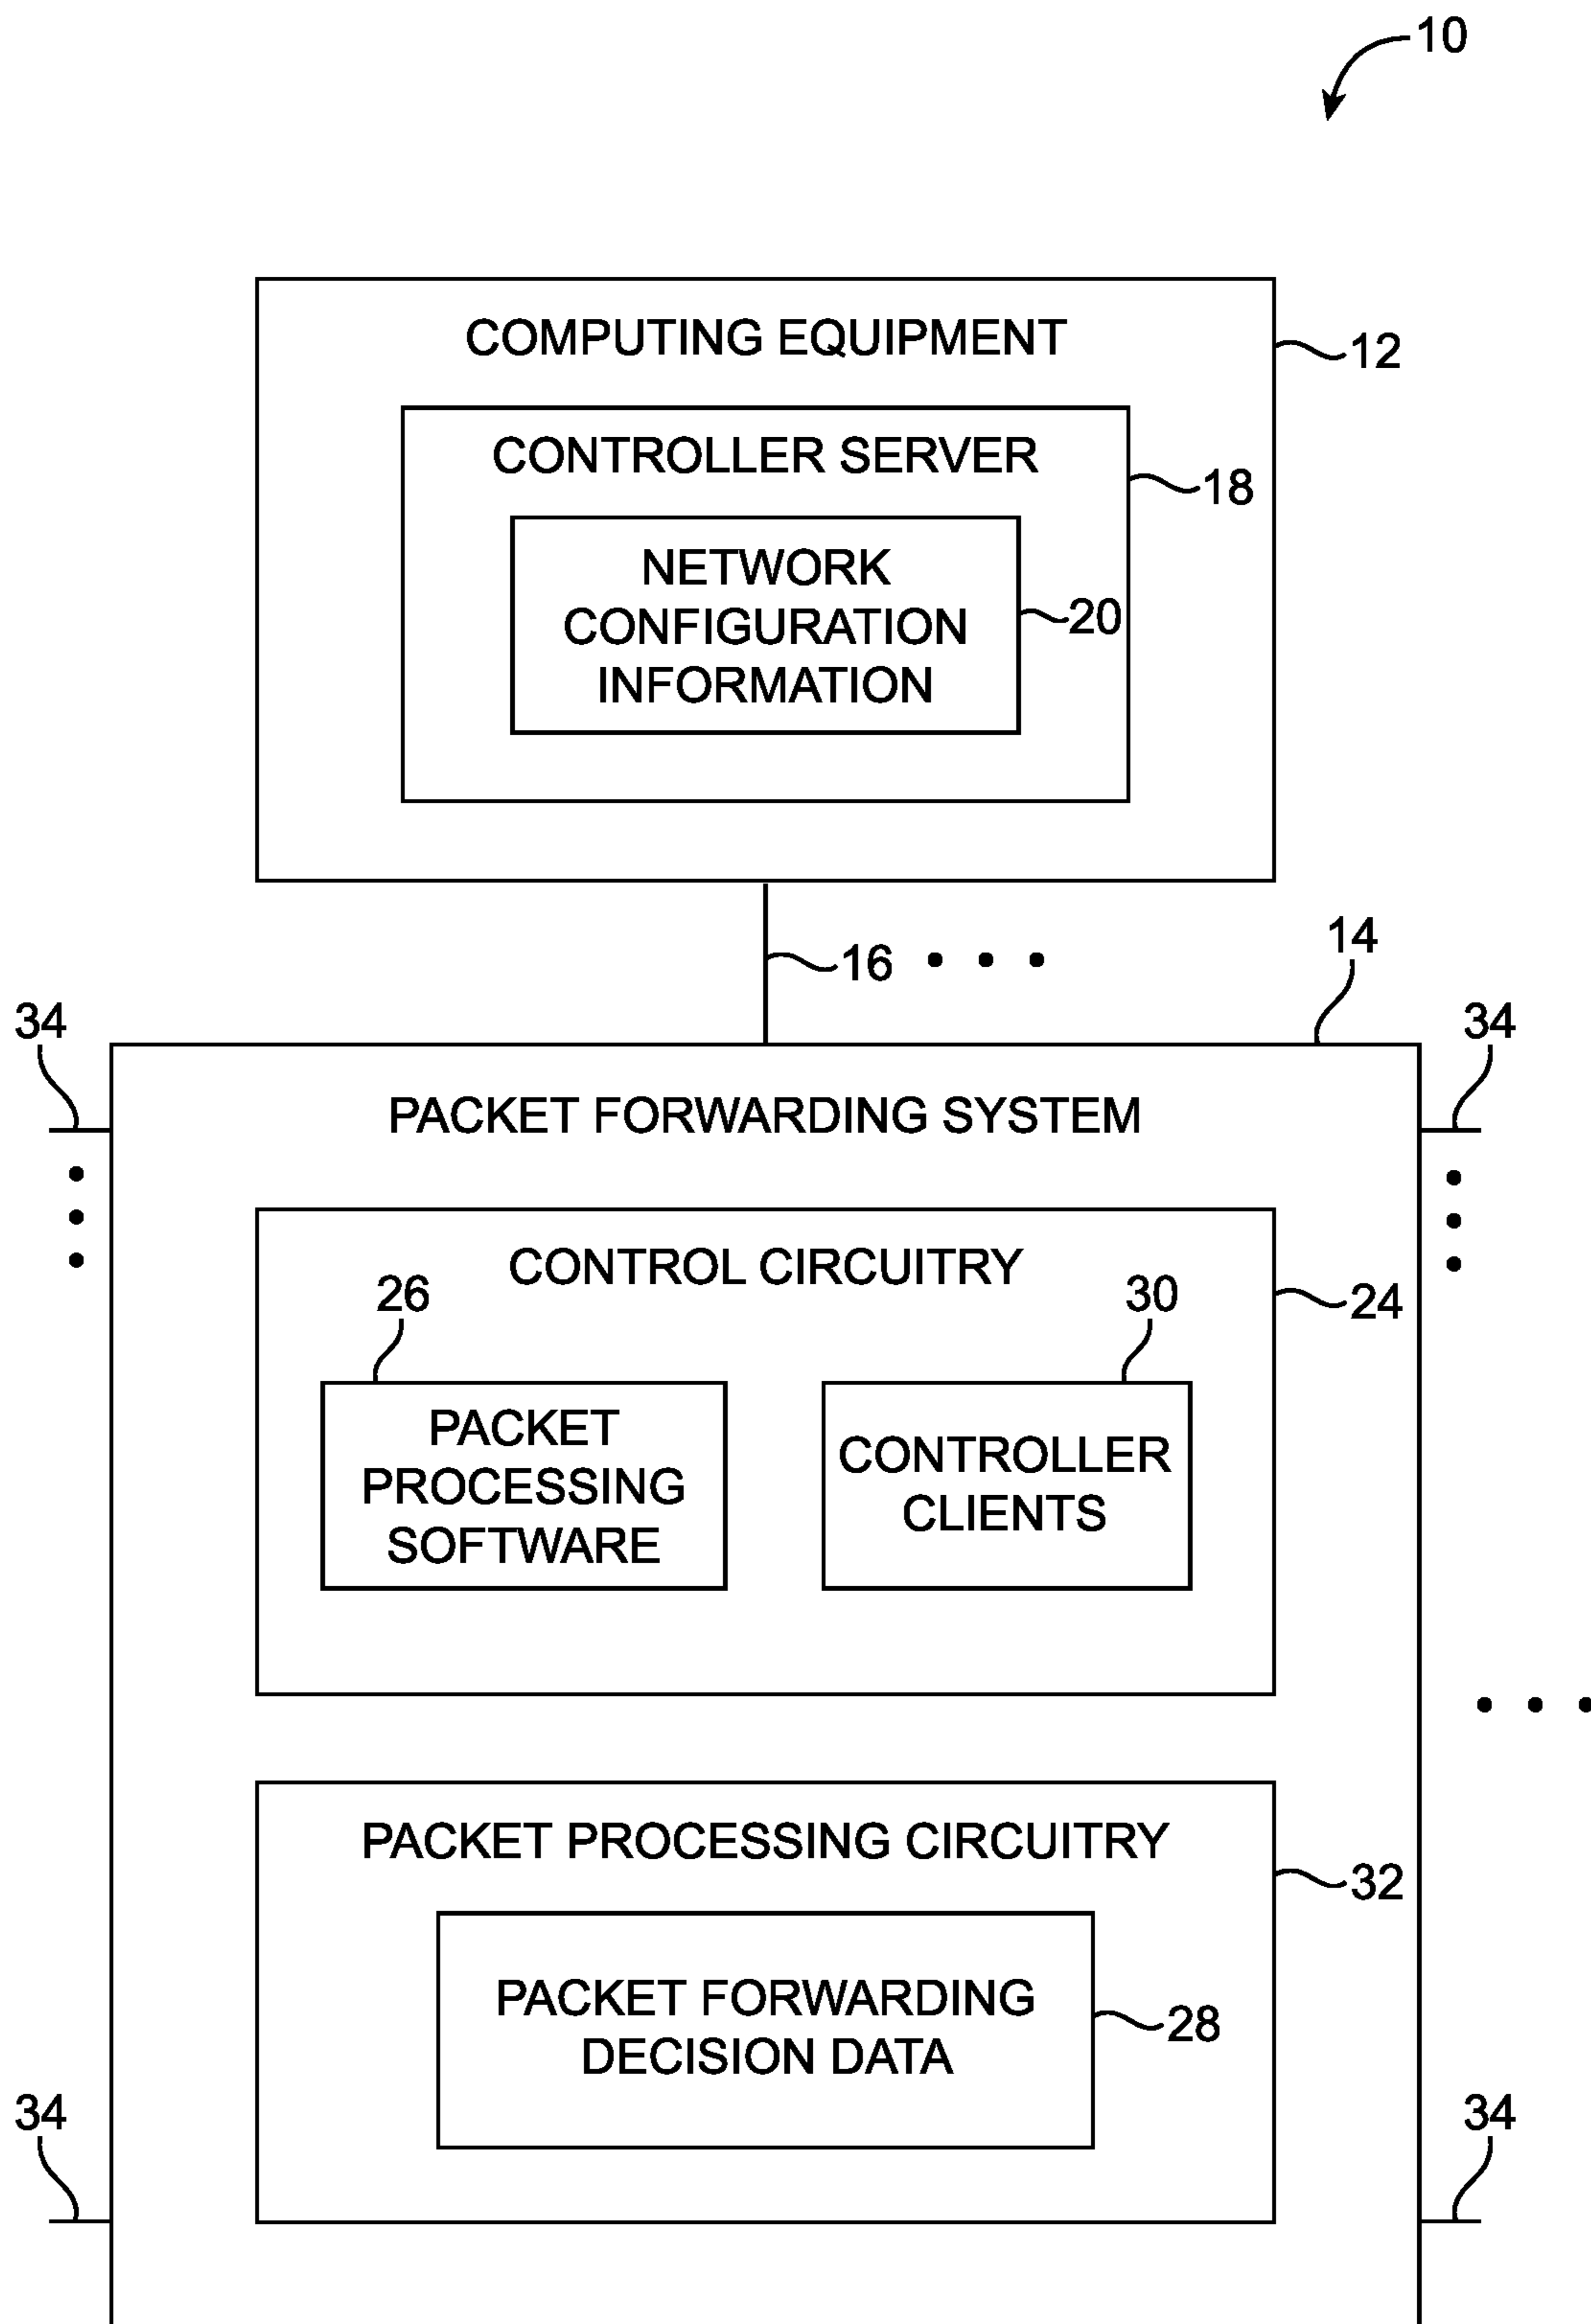 10
COMPUTING EQUIPMENT
12
CONTROLLER SERVER
18
NETWORK
CONFIGURATION
INFORMATION
20
16
14
34
34
PACKET FORWARDING SYSTEM
CONTROL CIRCUITRY
26
30
24
PACKET
PROCESSING
SOFTWARE
CONTROLLER
CLIENTS
PACKET PROCESSING CIRCUITRY
32
PACKET FORWARDING
DECISION DATA
28
34
34